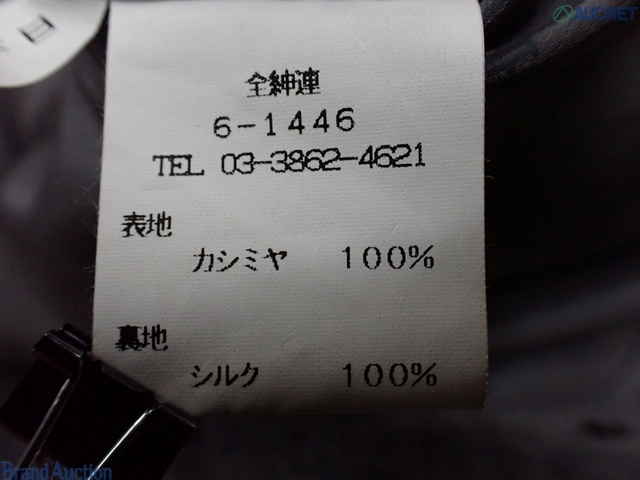 AUCNET
全紳連
6-1446
TEL 03-3862-4621
表地
カシミヤ 100%
裏地
シルク 100%
Brand Auction